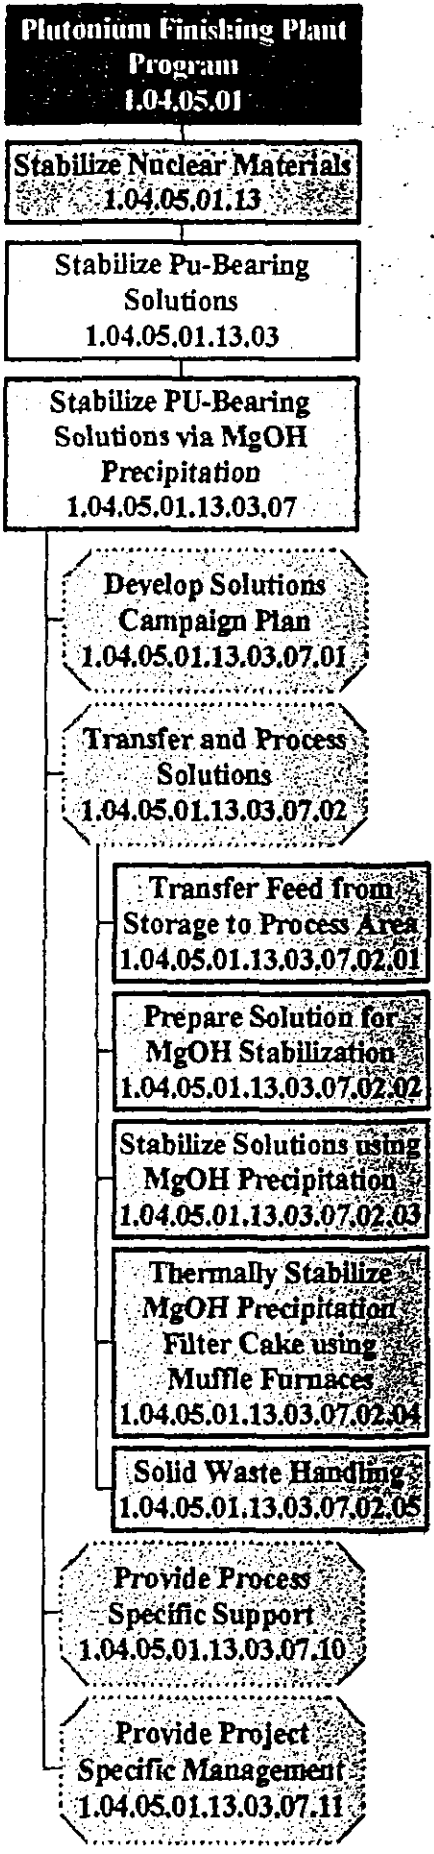 Plutonium Finishing Plant
Program
1.04.05.01
Stabilize Nuclear Materials
1.04.05.01.13
Stabilize Pu-Bearing
Solutions
1.04.05.01.13.03
Stabilize PU-Bearing
Solutions via MgOH
Precipitation
1.04.05.01.13.03.07
Develop Solutions
Campaign Plan
1.04.05.01.13.03.07.01
Transfer and Process
Solutions
1.04.05.01.13.03.07.02
Transfer Feed from
Storage to Process Area
1.04.05.01.13.03.07.02.01
Prepare Solution for
MgOH Stabilization
1.04.05.01.13.03.07.02.02
Stabilize Solutions using
MgOH Precipitation
1.04.05.01.13.03.07.02.03
Thermally Stabilize
MgOH Precipitation
Filter Cake using
Muffle Furnaces
1.04.05.01.13.03.07.02.04
Solid Waste Handling
1.04.05.01.13.03.07.02.05
Provide Process
Specific Support
1.04.05.01.13.03.07.10
Provide Project
Specific Management
1.04.05.01.13.03.07.11